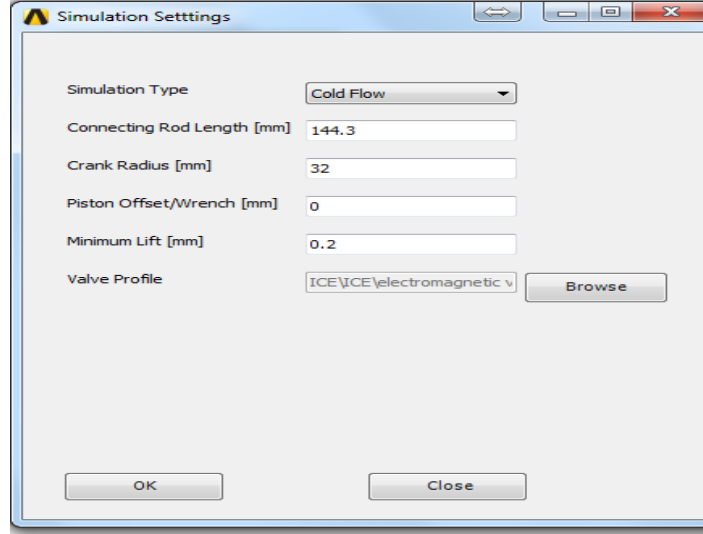 Simulation Setttings
Simulation Type Cold Flow
Connecting Rod Length [mm] 144.3
Crank Radius [mm] 32
Piston Offset/Wrench [mm] 0
Minimum Lift [mm] 0.2
Valve Profile ICE\ICE\electromagnetic v Browse
OK Close